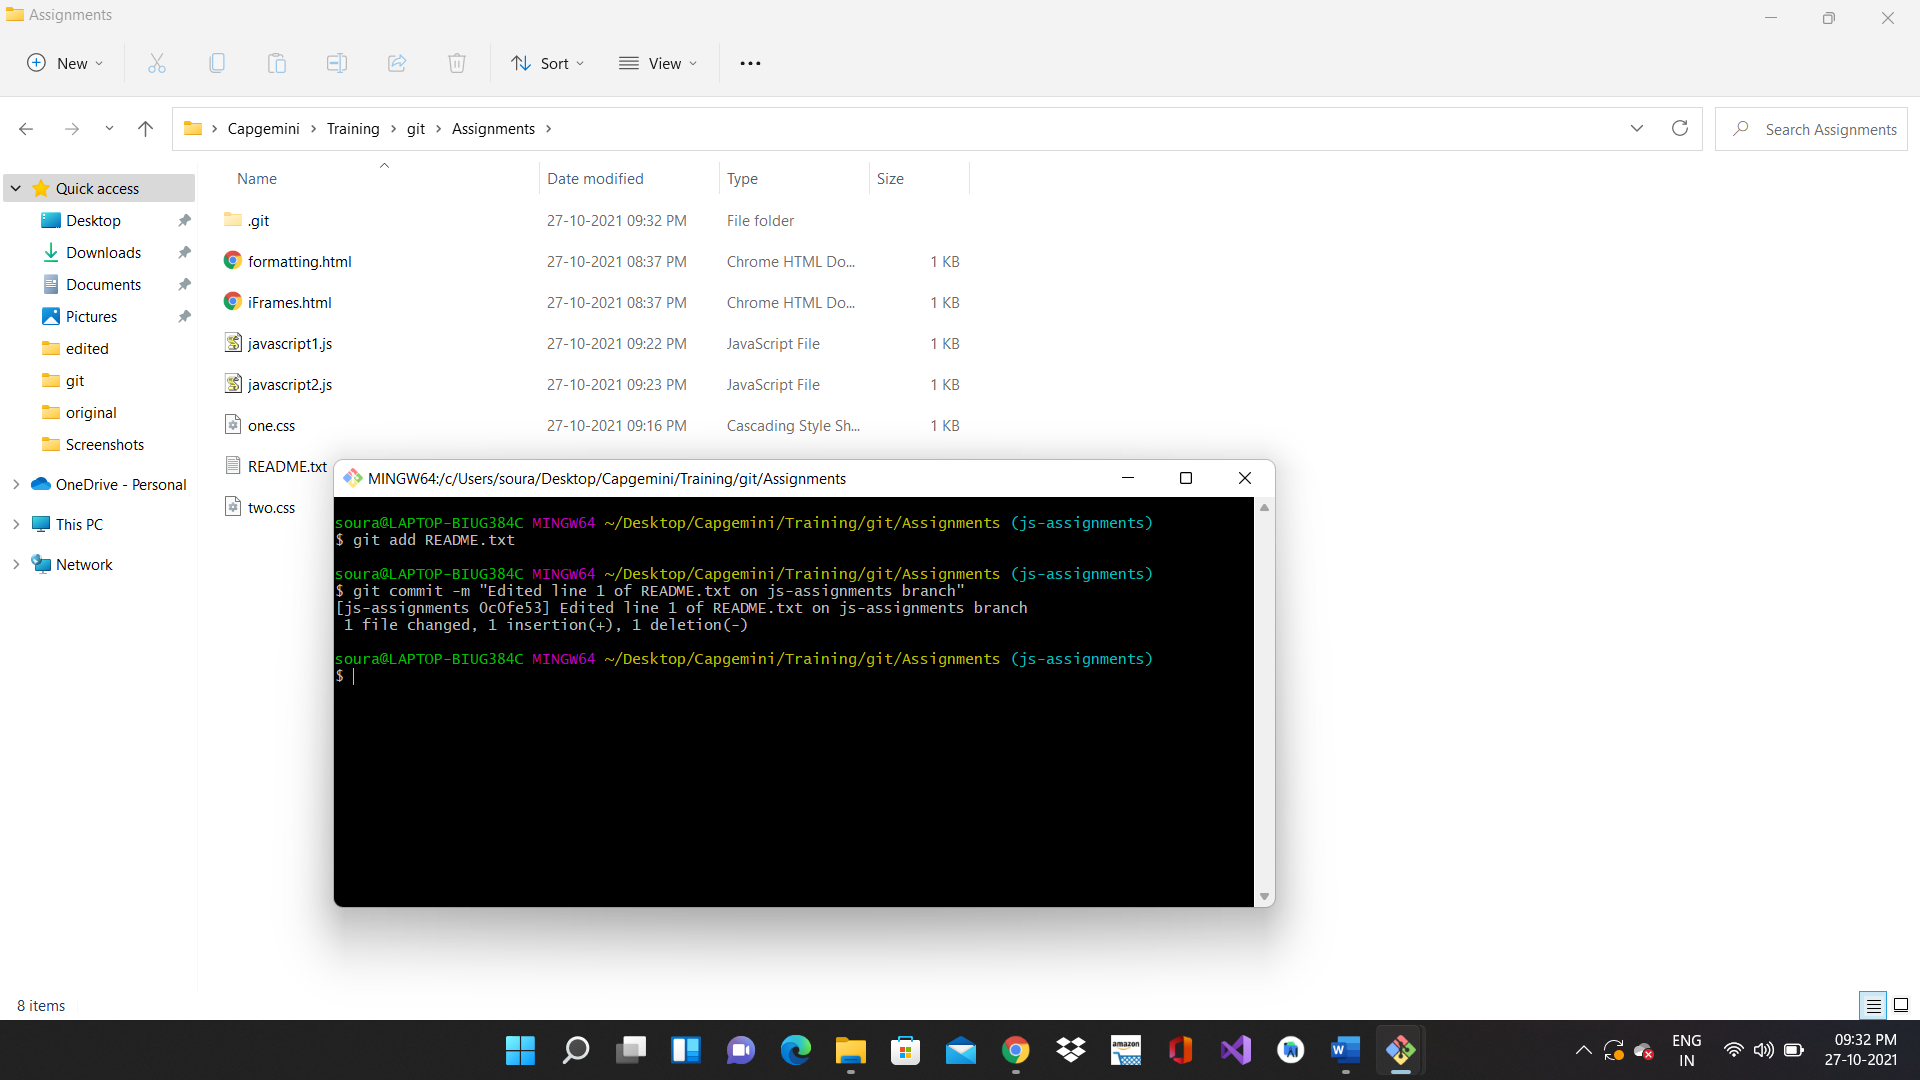 Assignments
New
Sort
View
Capgemini > Training > git > Assignments >
Search Assignments
Name Date modified Type Size
Quick access
Desktop
Downloads
Documents
Pictures
edited
git
original
Screenshots
OneDrive - Personal
This PC
Network
.git 27-10-2021 09:32 PM File folder
formatting.html 27-10-2021 08:37 PM Chrome HTML Do... 1 KB
iFrames.html 27-10-2021 08:37 PM Chrome HTML Do... 1 KB
javascript1.js 27-10-2021 09:22 PM JavaScript File 1 KB
javascript2.js 27-10-2021 09:23 PM JavaScript File 1 KB
one.css 27-10-2021 09:16 PM Cascading Style Sh... 1 KB
README.txt
two.css
MINGW64:/c/Users/soura/Desktop/Capgemini/Training/git/Assignments
soura@LAPTOP-BIUG384C MINGW64 ~/Desktop/Capgemini/Training/git/Assignments (js-assignments)
$ git add README.txt
soura@LAPTOP-BIUG384C MINGW64 ~/Desktop/Capgemini/Training/git/Assignments (js-assignments)
$ git commit -m "Edited line 1 of README.txt on js-assignments branch"
[js-assignments 0c0fe53] Edited line 1 of README.txt on js-assignments branch
1 file changed, 1 insertion(+), 1 deletion(-)
soura@LAPTOP-BIUG384C MINGW64 ~/Desktop/Capgemini/Training/git/Assignments (js-assignments)
$
8 items
amazon
ENG
IN
09:32 PM
27-10-2021